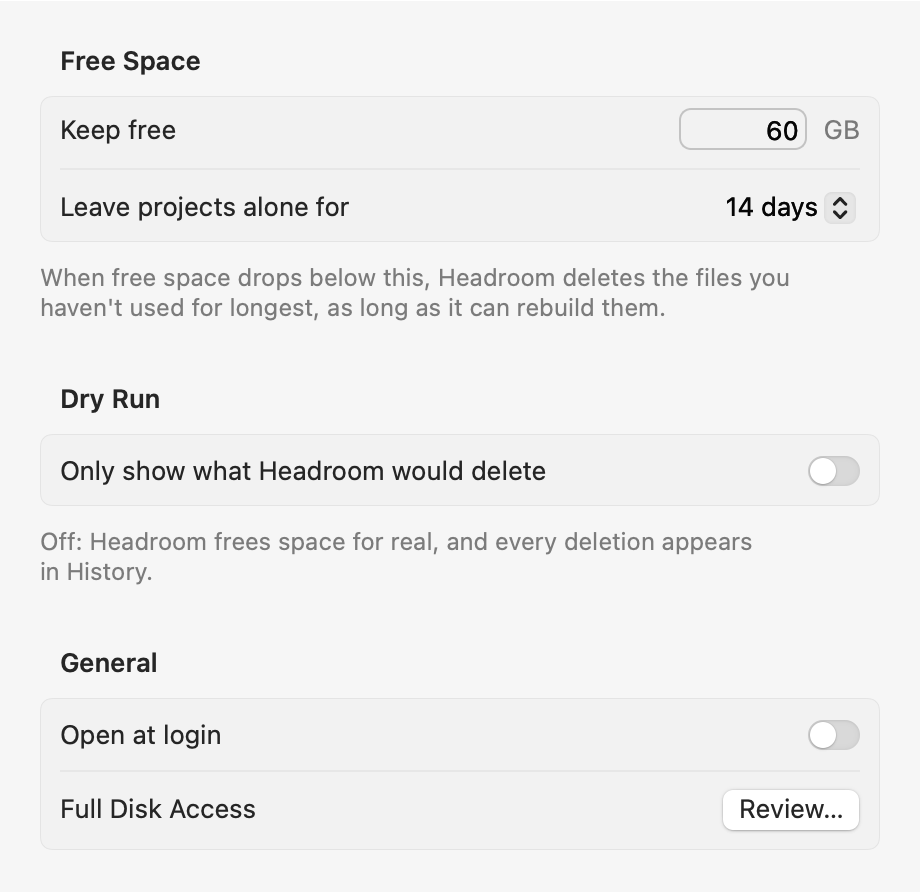 Free Space
Keep free 60 GB
Leave projects alone for 14 days
When free space drops below this, Headroom deletes the files you
haven't used for longest, as long as it can rebuild them.
Dry Run
Only show what Headroom would delete
Off: Headroom frees space for real, and every deletion appears
in History.
General
Open at login
Full Disk Access Review...